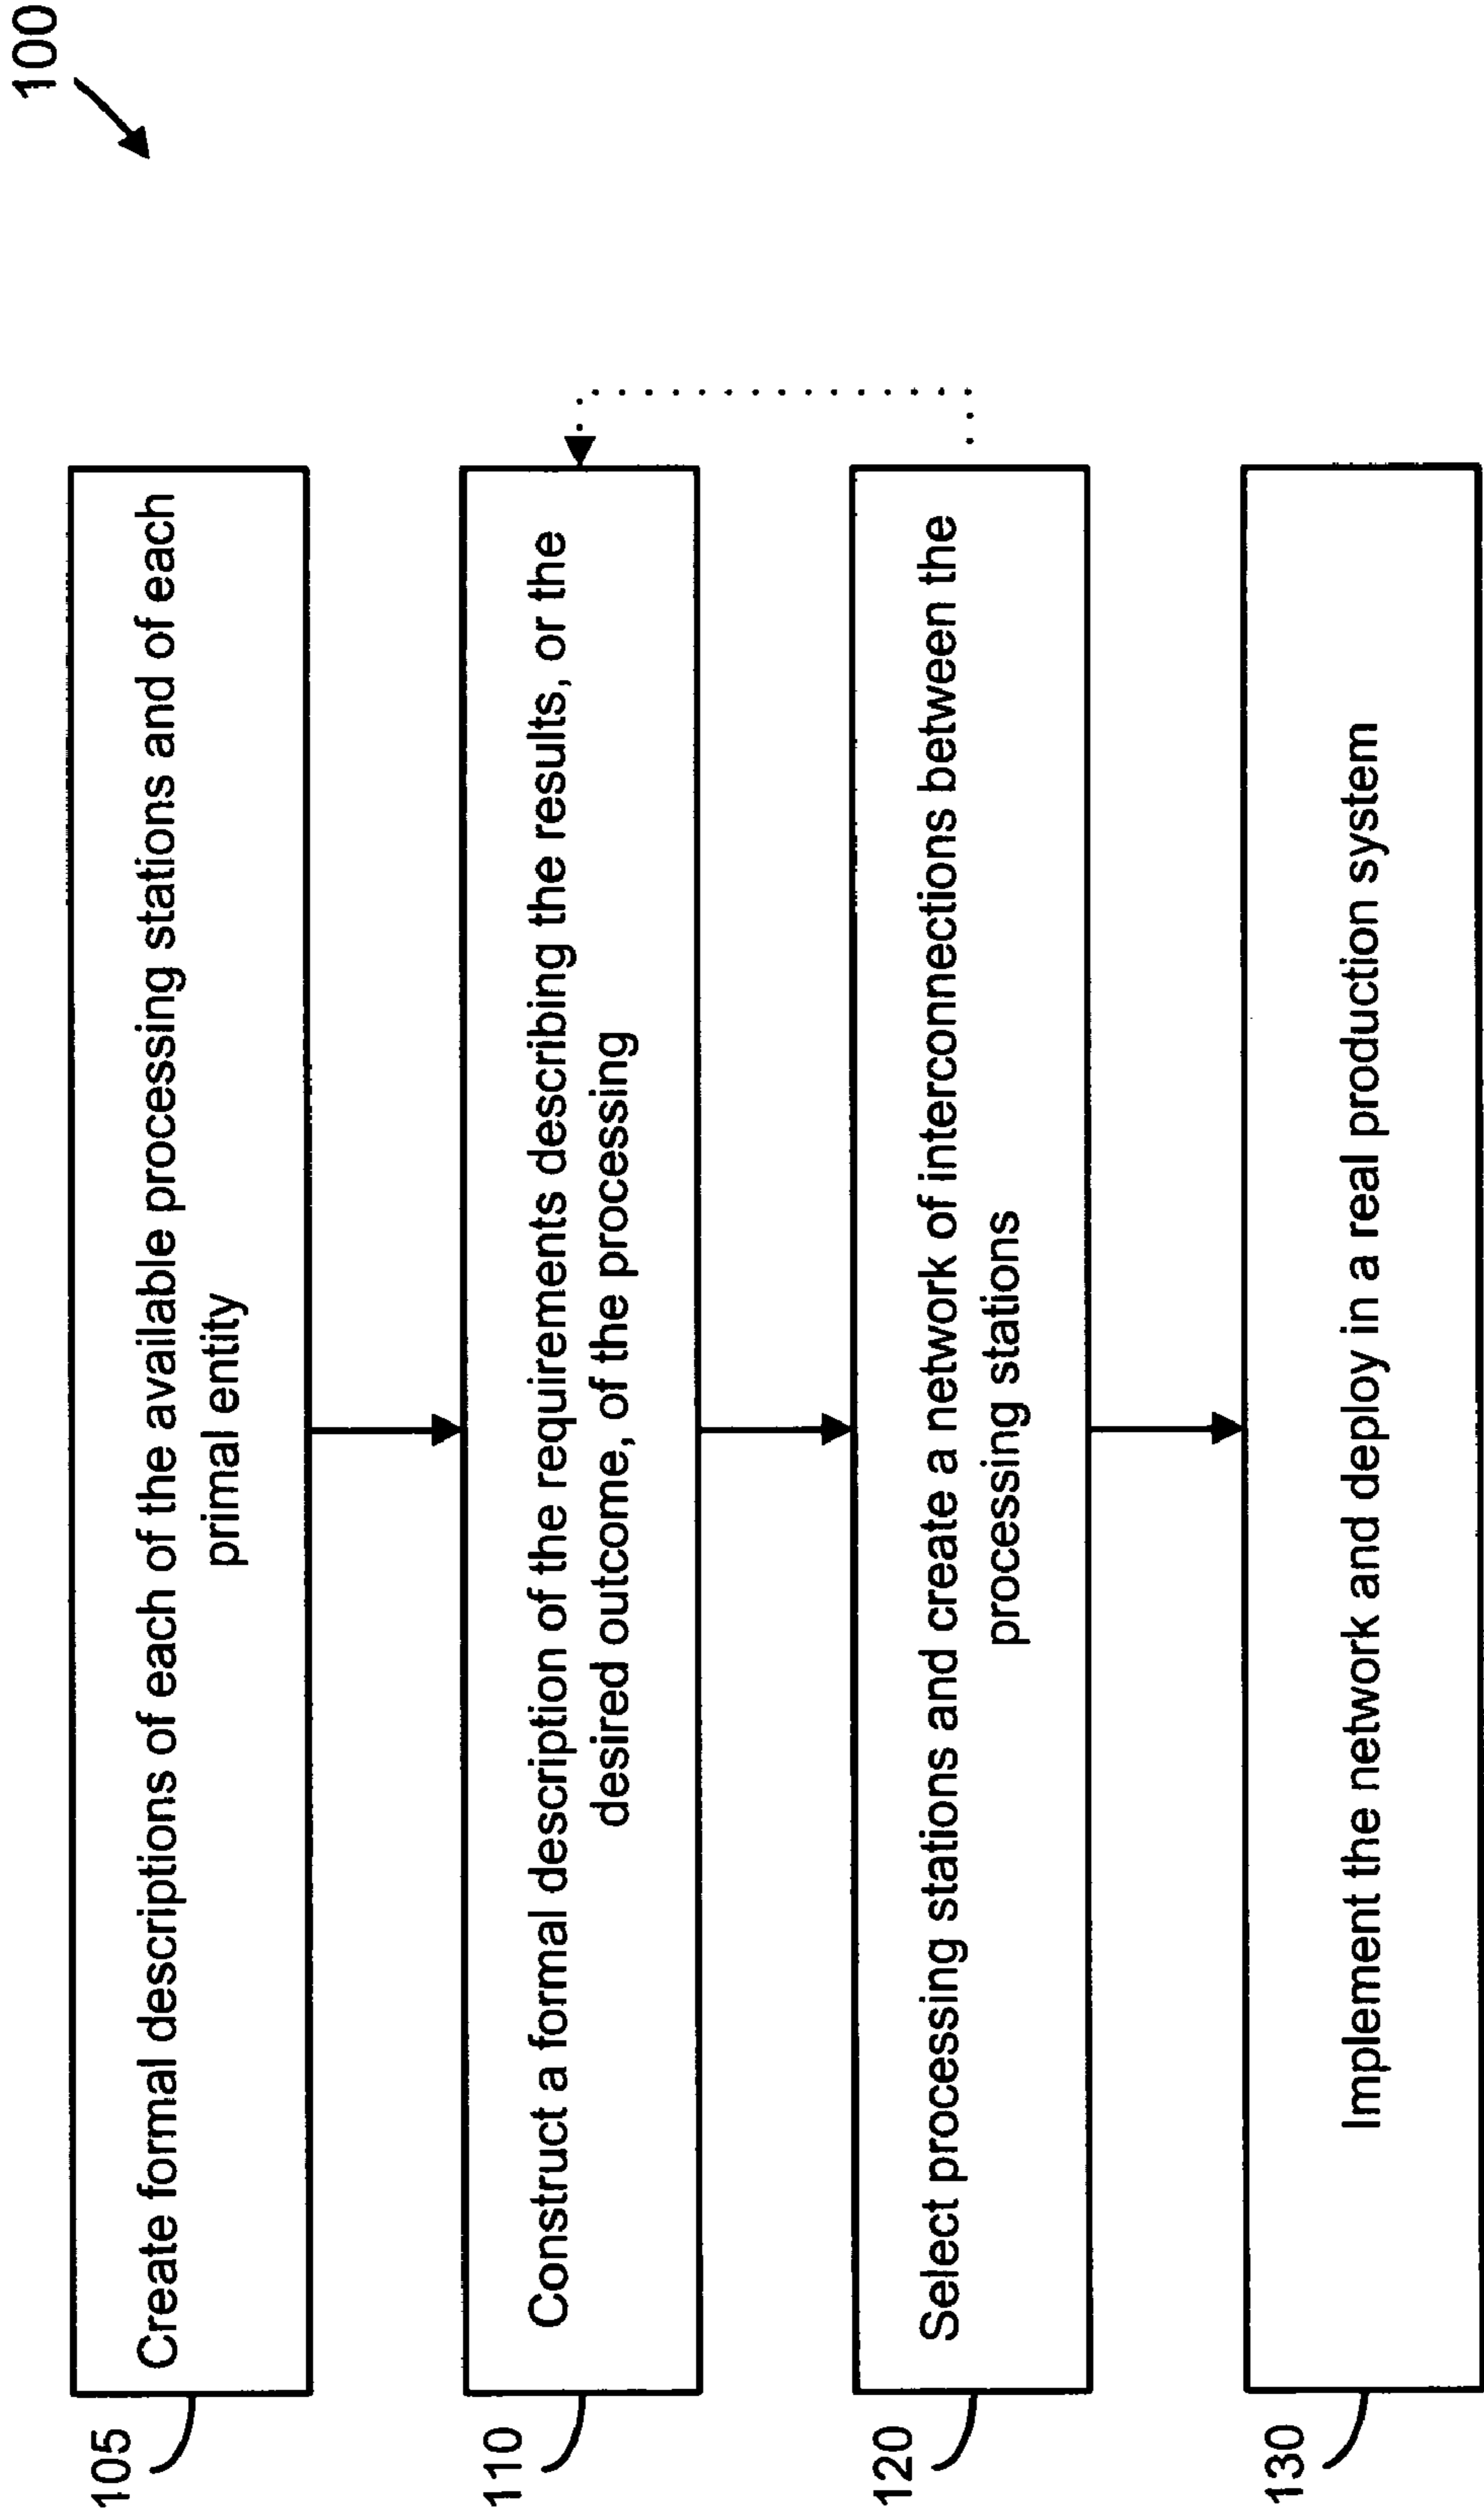 100
105
Create formal descriptions of each of the available processing stations and of each
primal entity
110
Construct a formal description of the requirements describing the results, or the
desired outcome, of the processing
120
Select processing stations and create a network of interconnections between the
processing stations
130
Implement the network and deploy in a real production system